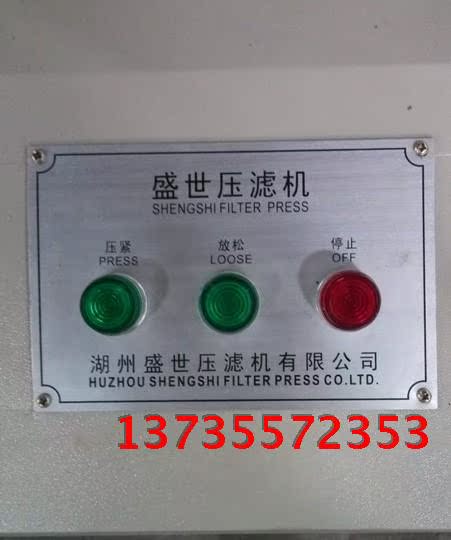 盛世压滤机
SHENGSHI FILTER PRESS
压紧 放松 停止
PRESS LOOSE OFF
湖州盛世压滤机有限公司
HUZHOU SHENGSHI FILTER PRESS CO.LTD.
13735572353